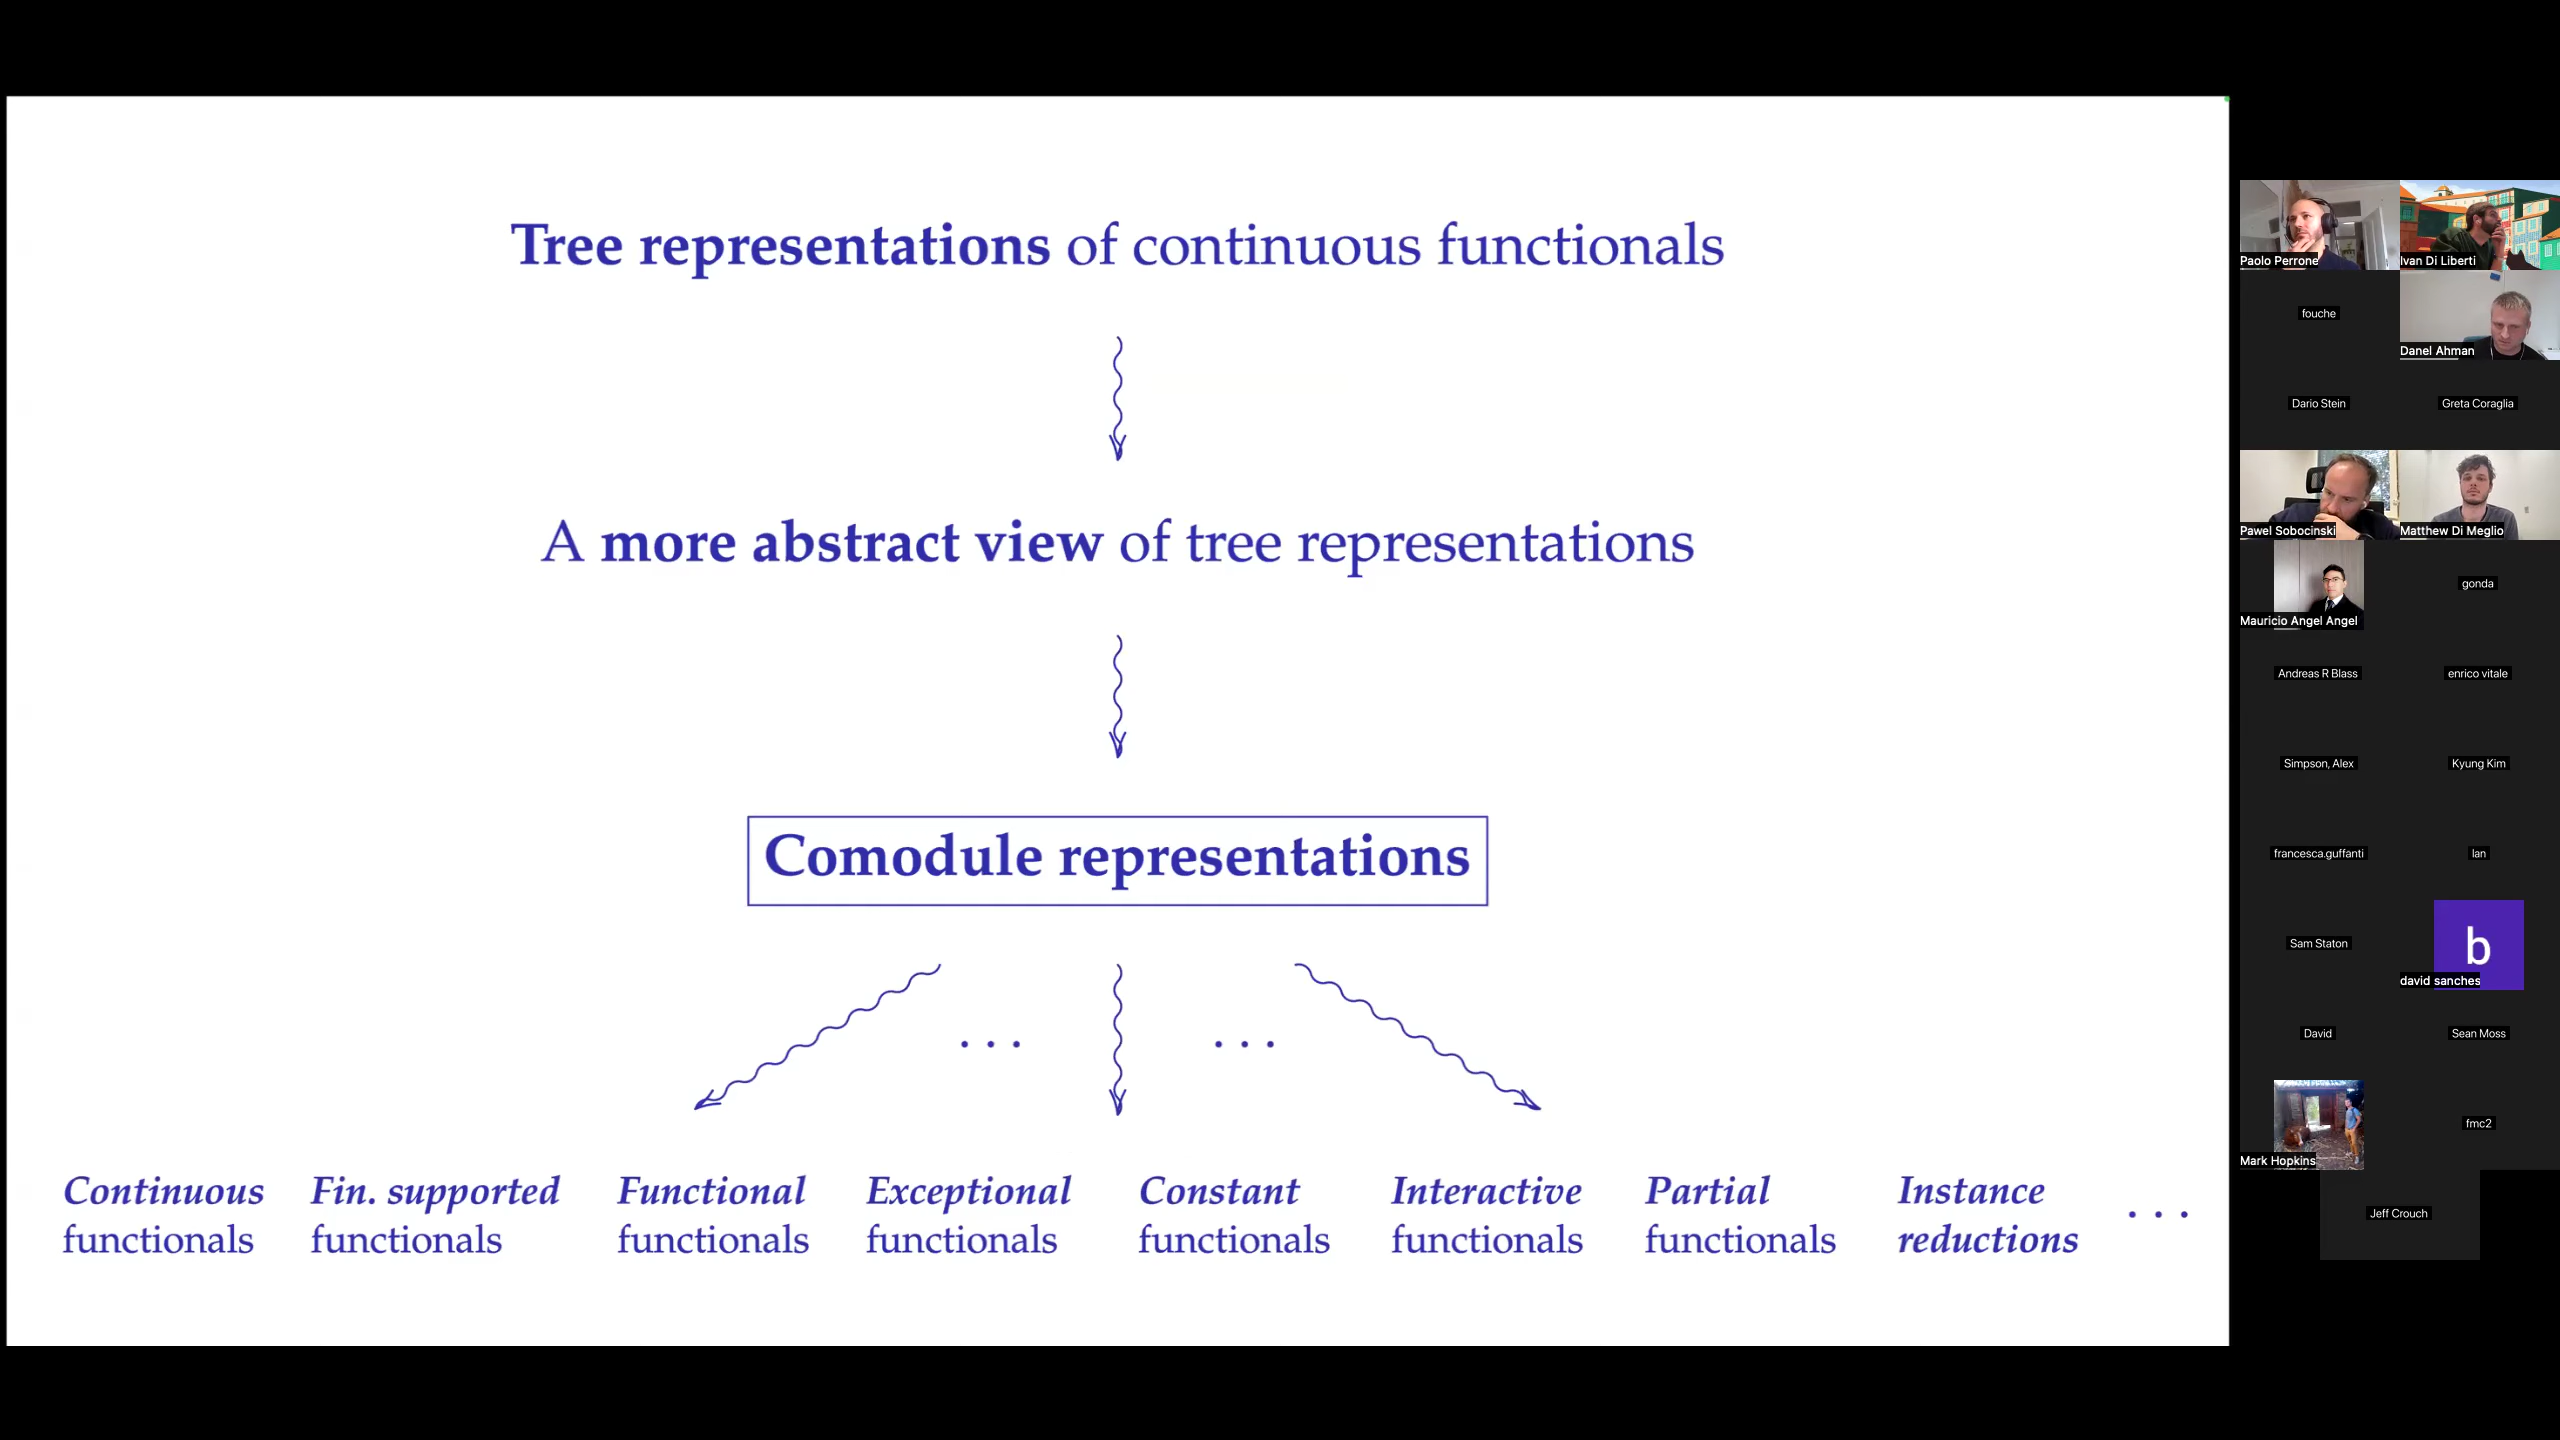 Tree representations of continuous functionals
A more abstract view of tree representations
Comodule representations
. . .
. . .
Continuous functionals
Fin. supported functionals
Functional functionals
Exceptional functionals
Constant functionals
Interactive functionals
Partial functionals
Instance reductions
. . .
Paolo Perrone
Ivan Di Liberti
fouche
Danel Ahman
Dario Stein
Greta Coraglia
Pawel Sobocinski
Matthew Di Meglio
Mauricio Angel Angel
gonda
Andreas R Blass
enrico vitale
Simpson, Alex
Kyung Kim
francesca.guffanti
Sam Staton
b
david sanches
David
Sean Moss
Mark Hopkins
fmc2
Jeff Crouch